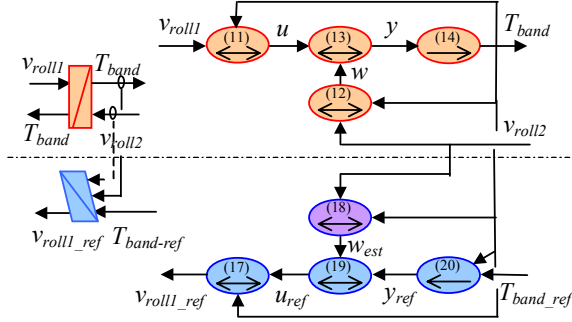 (11) (13) (14)
v_roll1 u y T_band
v_roll1 T_band w
(12)
T_band v_roll2 v_roll2
(18)
w_est
v_roll1_ref T_band-ref (17) (19) (20)
v_roll1_ref u_ref y_ref T_band_ref